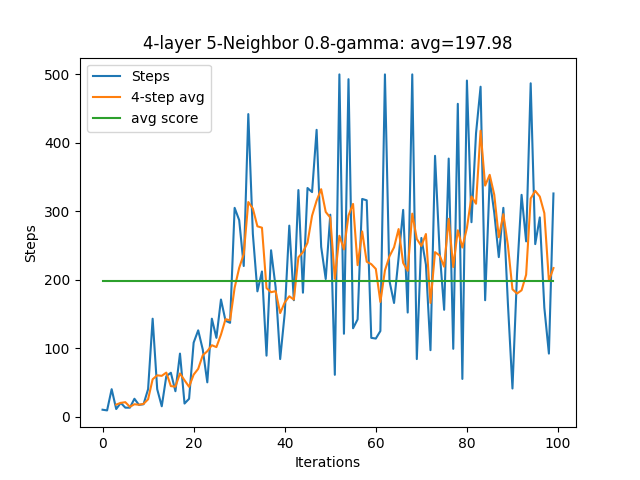 4-layer 5-Neighbor 0.8-gamma: avg=197.98
Steps
4-step avg
avg score
500
400
300
200
100
0
Steps
0 20 40 60 80 100
Iterations